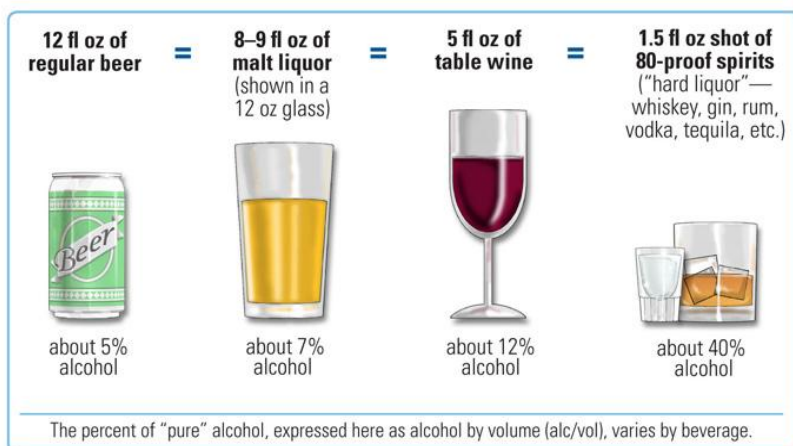 12 fl oz of
regular beer
=
8–9 fl oz of
malt liquor
(shown in a
12 oz glass)
=
5 fl oz of
table wine
=
1.5 fl oz shot of
80-proof spirits
(“hard liquor”—
whiskey, gin, rum,
vodka, tequila, etc.)
Beer
about 5%
alcohol
about 7%
alcohol
about 12%
alcohol
about 40%
alcohol
The percent of “pure” alcohol, expressed here as alcohol by volume (alc/vol), varies by beverage.